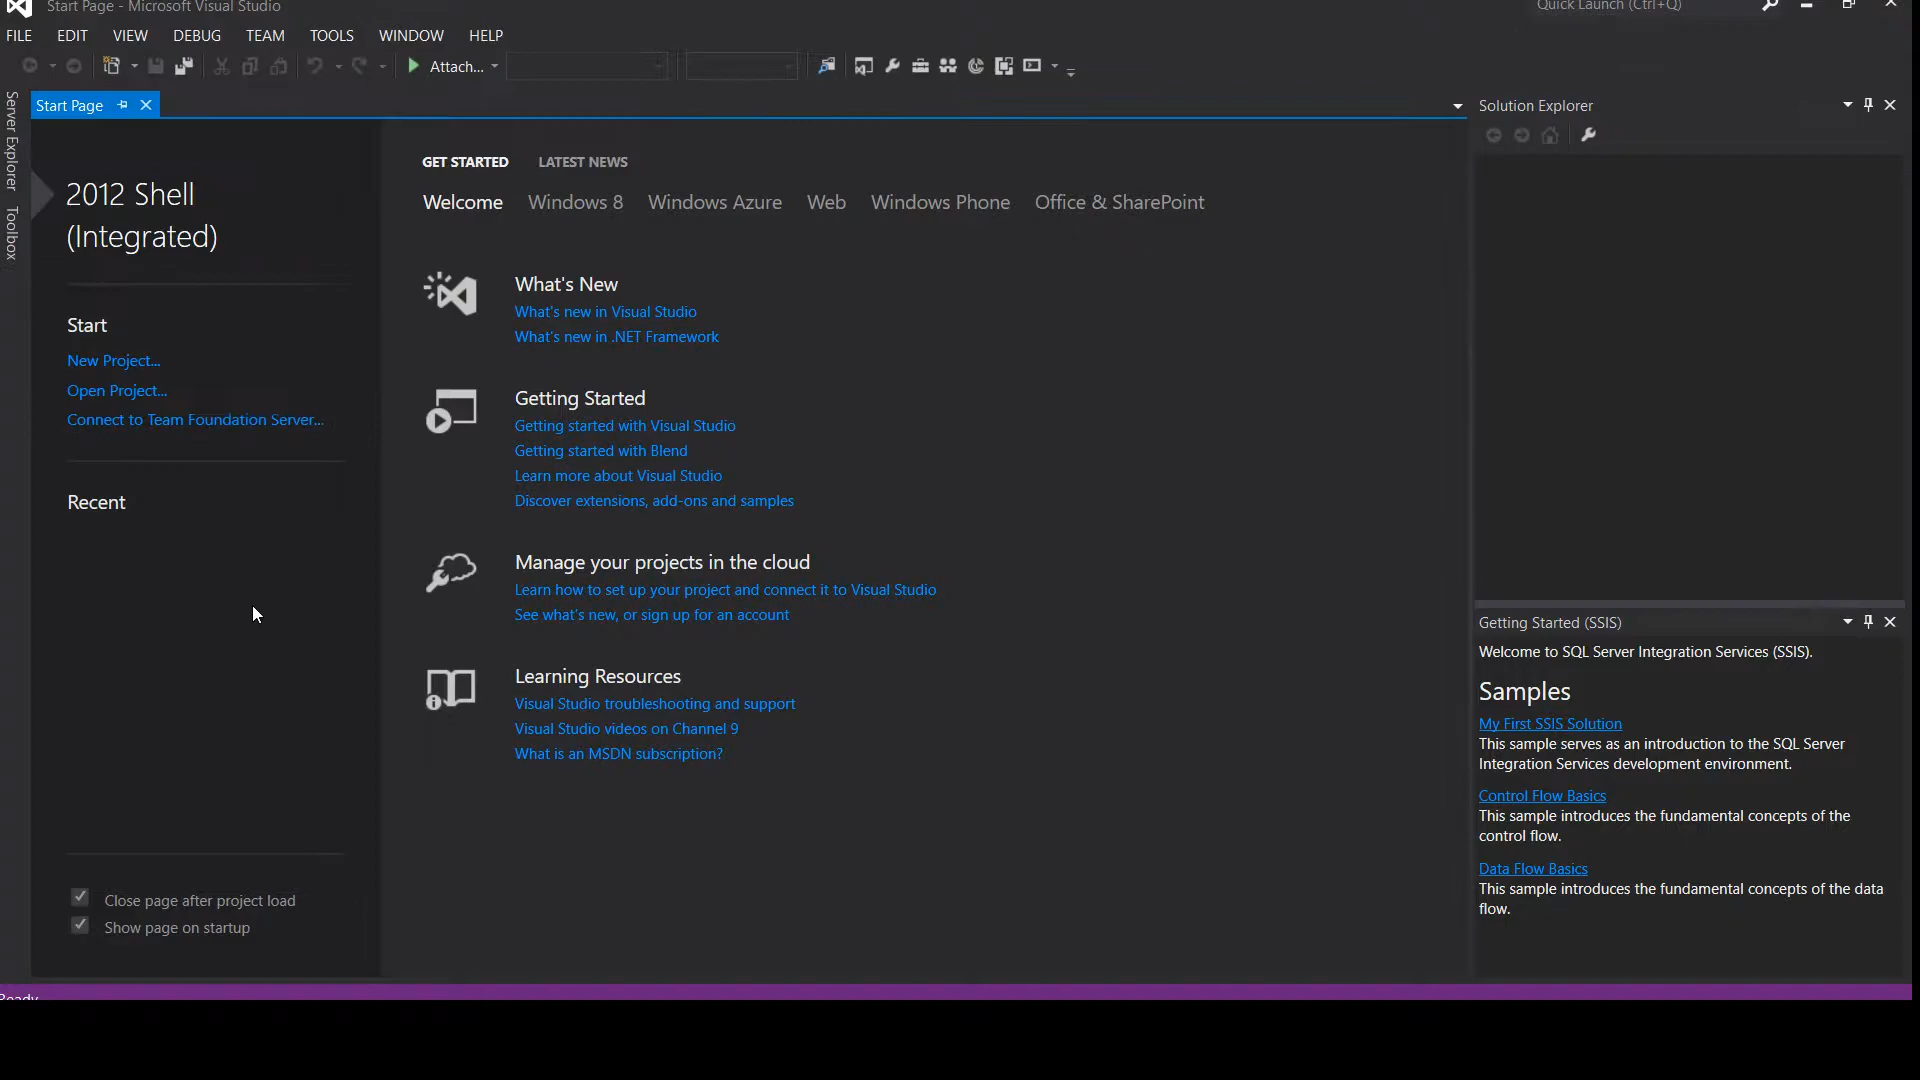 Start Page - Microsoft Visual Studio
Quick Launch (Ctrl+Q)
FILE EDIT VIEW DEBUG TEAM TOOLS WINDOW HELP
Attach...
Server Explorer
Toolbox
Start Page
2012 Shell
(Integrated)
Start
New Project...
Open Project...
Connect to Team Foundation Server...
Recent
Close page after project load
Show page on startup
GET STARTED LATEST NEWS
Welcome Windows 8 Windows Azure Web Windows Phone Office & SharePoint
What's New
What's new in Visual Studio
What's new in .NET Framework
Getting Started
Getting started with Visual Studio
Getting started with Blend
Learn more about Visual Studio
Discover extensions, add-ons and samples
Manage your projects in the cloud
Learn how to set up your project and connect it to Visual Studio
See what's new, or sign up for an account
Learning Resources
Visual Studio troubleshooting and support
Visual Studio videos on Channel 9
What is an MSDN subscription?
Solution Explorer
Getting Started (SSIS)
Welcome to SQL Server Integration Services (SSIS).
Samples
My First SSIS Solution
This sample serves as an introduction to the SQL Server
Integration Services development environment.
Control Flow Basics
This sample introduces the fundamental concepts of the
control flow.
Data Flow Basics
This sample introduces the fundamental concepts of the data
flow.
Ready